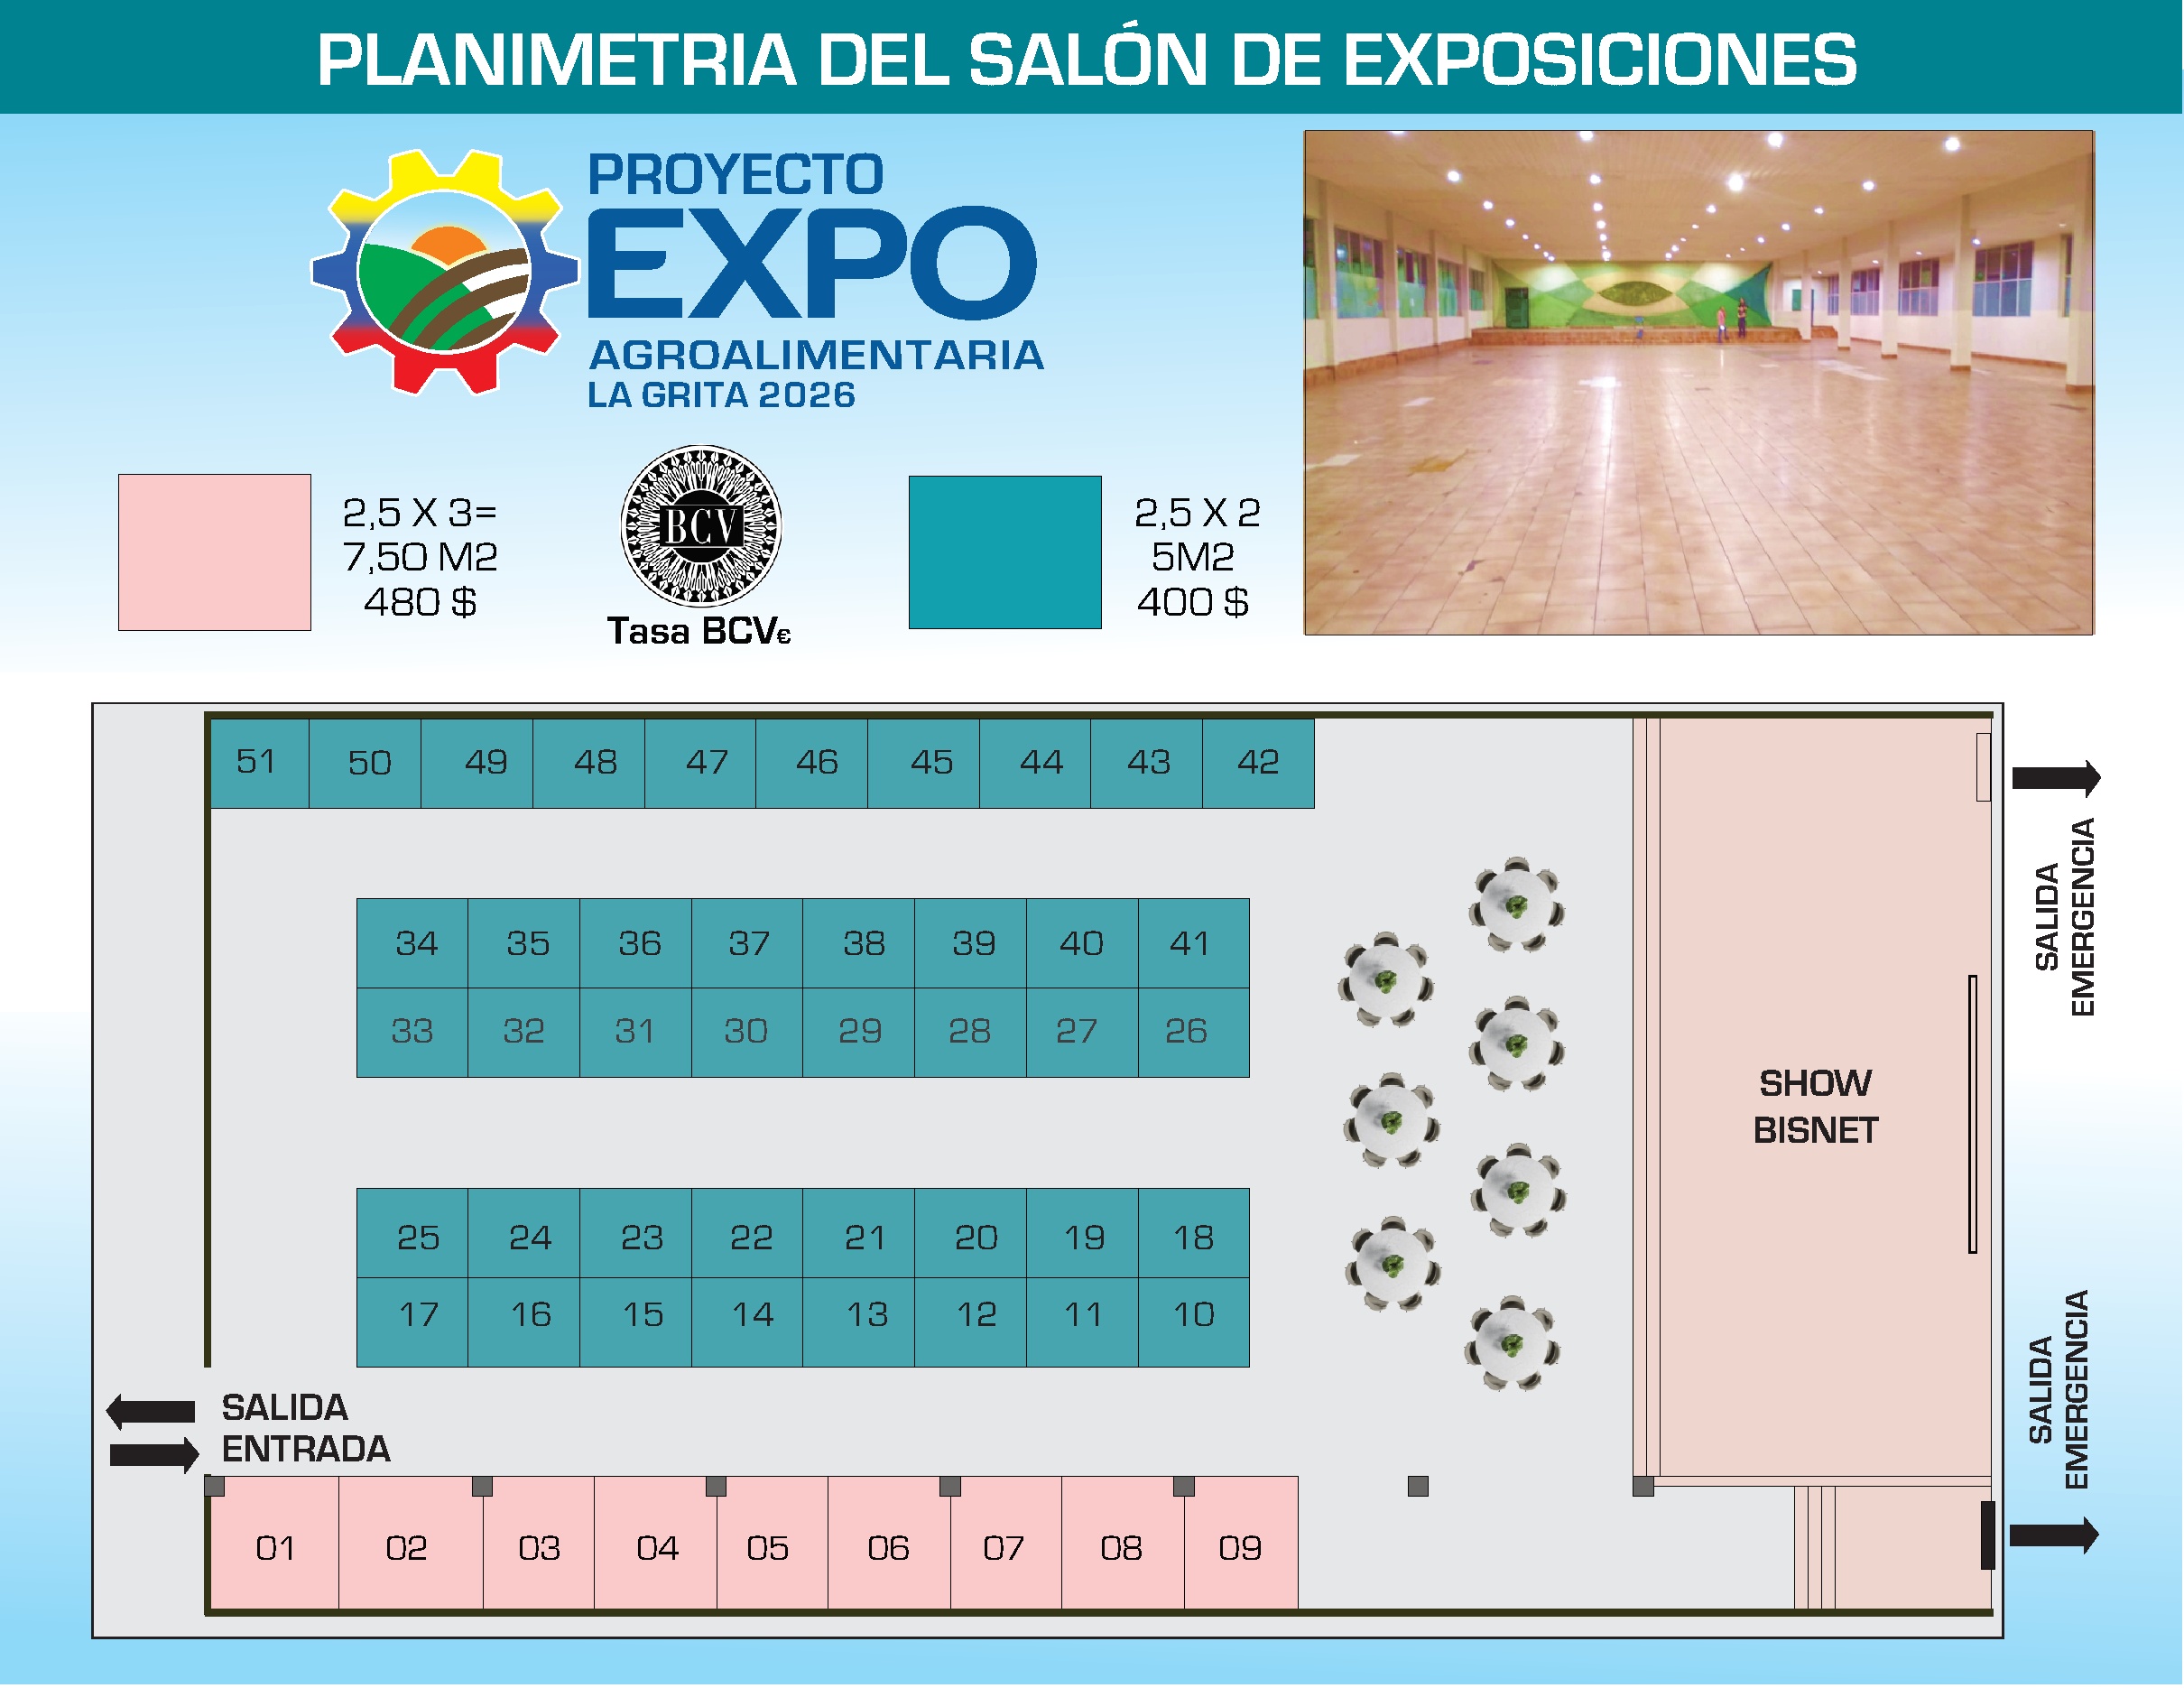 PLANIMETRIA DEL SALÓN DE EXPOSICIONES
PROYECTO
EXPO
AGROALIMENTARIA
LA GRITA 2026
2,5 X 3=
7,50 M2
480 $
BCV
Tasa BCV€
2,5 X 2
5M2
400 $
51 50 49 48 47 46 45 44 43 42
34 35 36 37 38 39 40 41
33 32 31 30 29 28 27 26
25 24 23 22 21 20 19 18
17 16 15 14 13 12 11 10
SALIDA
ENTRADA
01 02 03 04 05 06 07 08 09
SHOW
BISNET
SALIDA
EMERGENCIA
SALIDA
EMERGENCIA